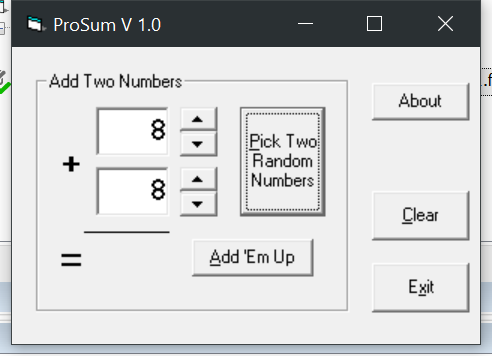 ProSum V 1.0
Add Two Numbers
8
+
8
=
Pick Two
Random
Numbers
Add 'Em Up
About
Clear
Exit
.f